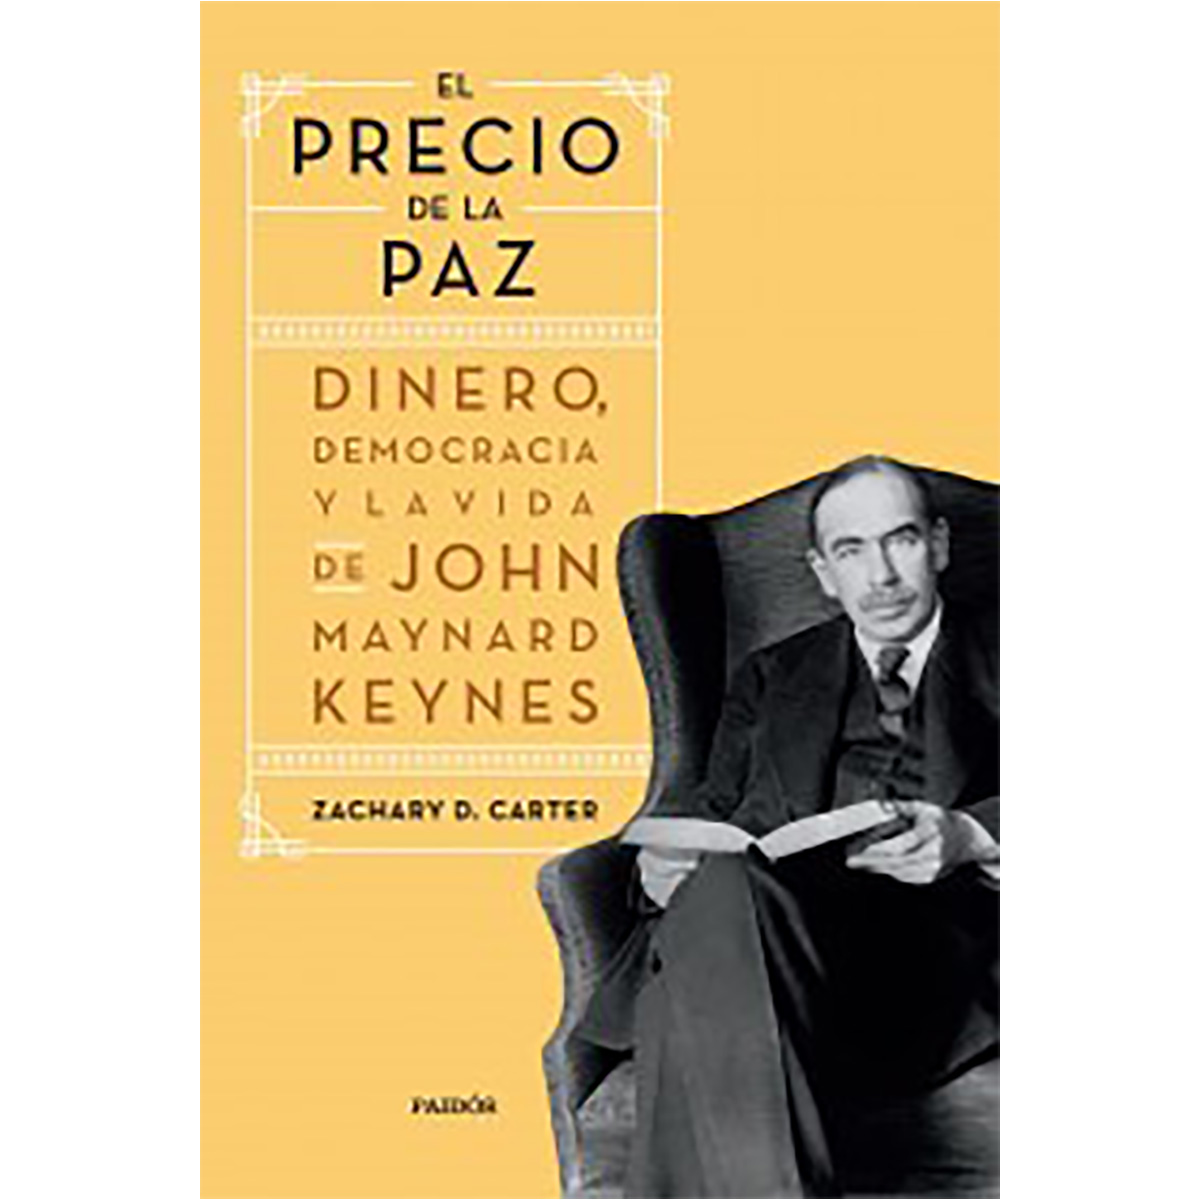 EL
PRECIO
DE LA
PAZ
DINERO,
DEMOCRACIA
Y LA VIDA
DE JOHN
MAYNARD
KEYNES
ZACHARY D. CARTER
PAIDÓS